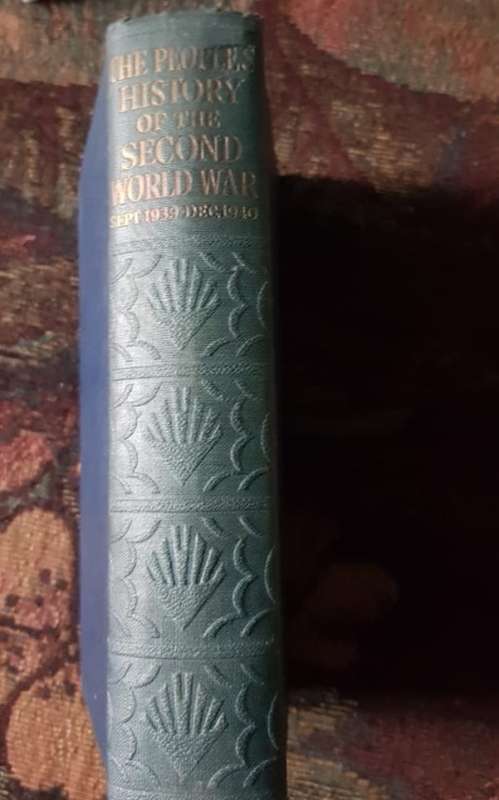 THE PEOPLE'S
HISTORY
OF THE
SECOND
WORLD WAR
SEPT 1939-DEC.1940